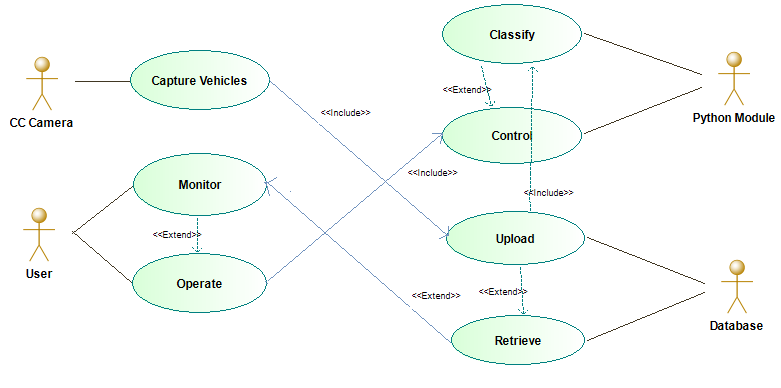 Classify
Capture Vehicles
<<Extend>>
<<Include>>
CC Camera
Python Module
Control
<<Include>>
Monitor
<<Include>>
<<Extend>>
Upload
User
Operate
<<Extend>>
<<Extend>>
Database
Retrieve